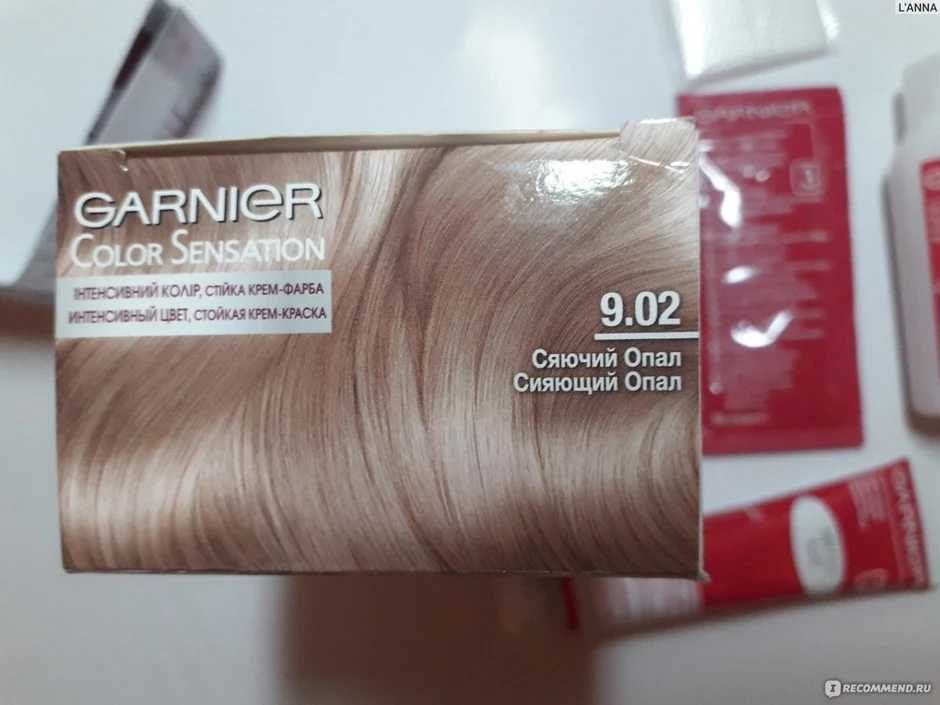 L'ANNA
GARNIER
COLOR SENSATION
ІНТЕНСИВНИЙ КОЛІР, СТІЙКА КРЕМ-ФАРБА
ИНТЕНСИВНЫЙ ЦВЕТ, СТОЙКАЯ КРЕМ-КРАСКА
9.02
Сяючий Опал
Сияющий Опал
GARNIER
3
GARNIER
RECOMMEND.RU